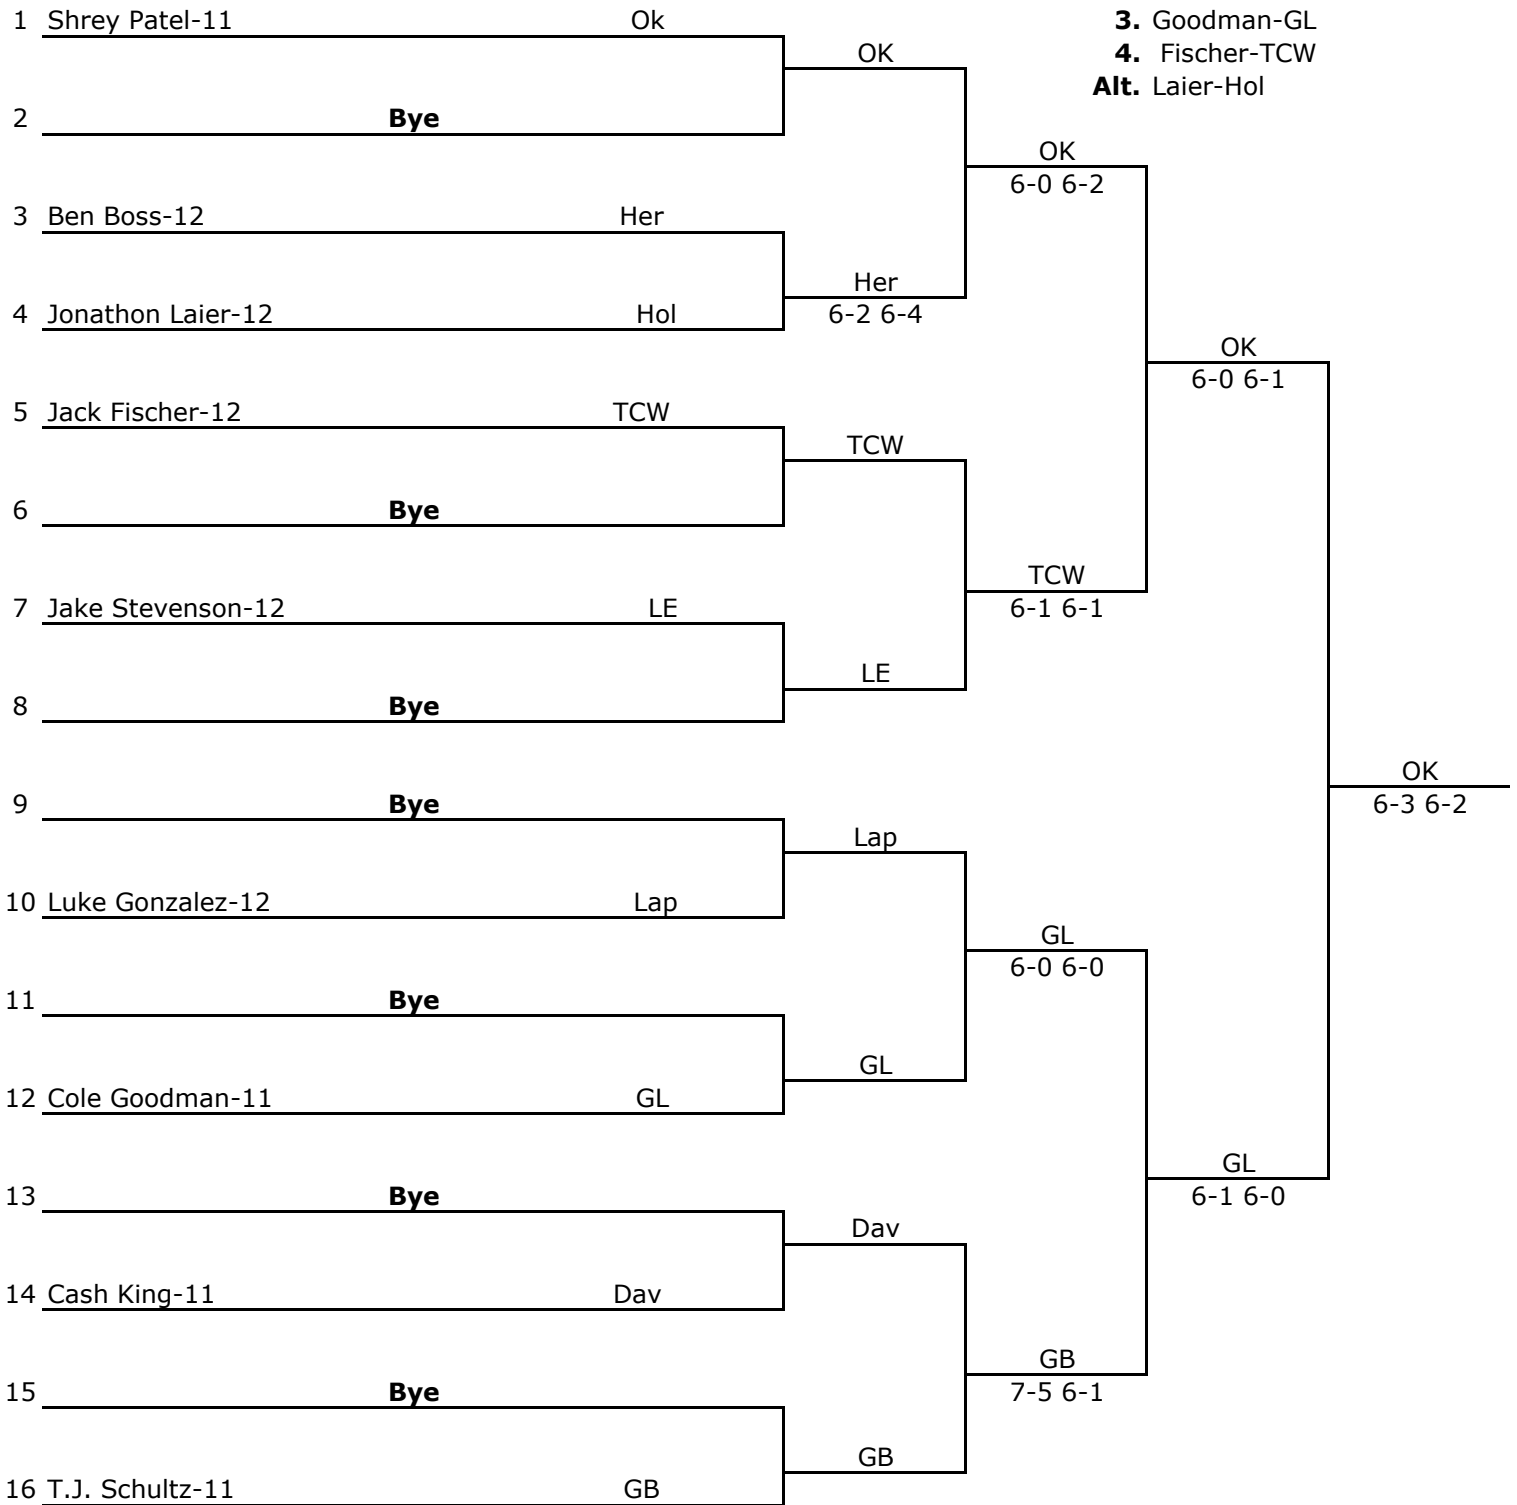 1 Shrey Patel-11 Ok
3. Goodman-GL
OK
4. Fischer-TCW
Alt. Laier-Hol
2 Bye
OK
6-0 6-2
3 Ben Boss-12 Her
Her
4 Jonathon Laier-12 Hol
6-2 6-4
OK
6-0 6-1
5 Jack Fischer-12 TCW
TCW
6 Bye
TCW
7 Jake Stevenson-12 LE
6-1 6-1
LE
8 Bye
OK
9 Bye
6-3 6-2
Lap
10 Luke Gonzalez-12 Lap
GL
6-0 6-0
11 Bye
GL
12 Cole Goodman-11 GL
GL
13 Bye
6-1 6-0
Dav
14 Cash King-11 Dav
GB
15 Bye
7-5 6-1
GB
16 T.J. Schultz-11 GB